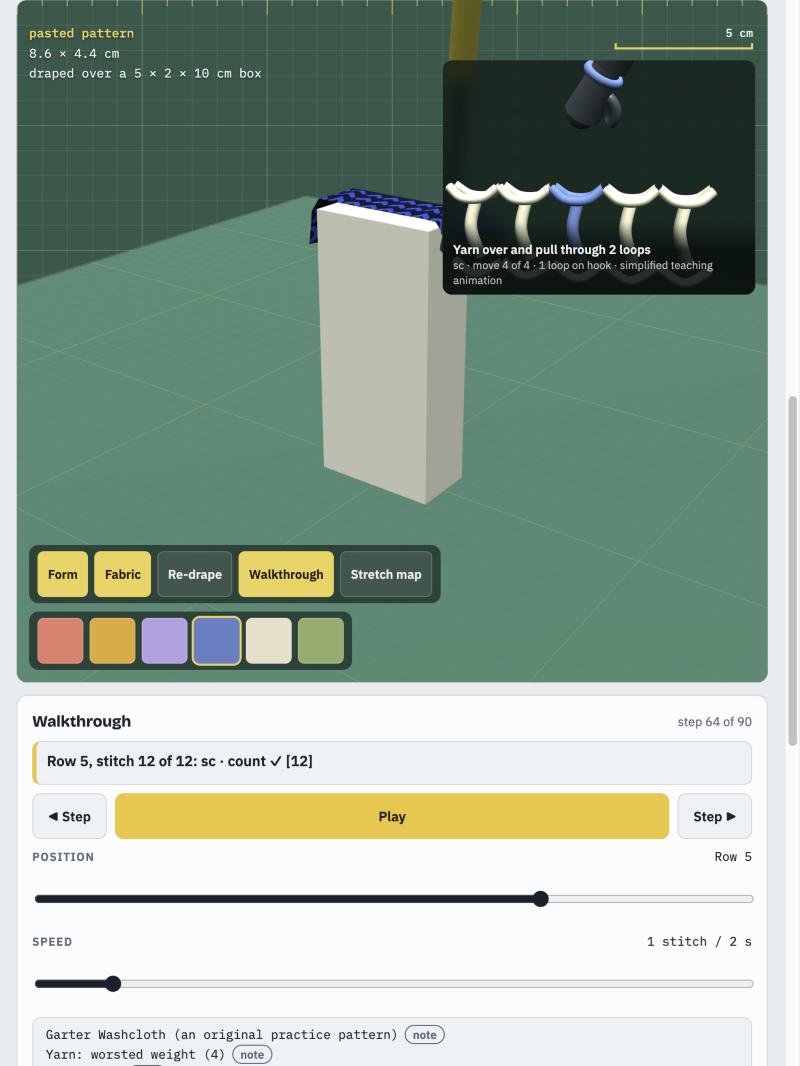 pasted pattern
8.6 × 4.4 cm
draped over a 5 × 2 × 10 cm box
5 cm
Yarn over and pull through 2 loops
sc · move 4 of 4 · 1 loop on hook · simplified teaching
animation
Form
Fabric
Re-drape
Walkthrough
Stretch map
Walkthrough
step 64 of 90
Row 5, stitch 12 of 12: sc · count ✓ [12]
◄ Step
Play
Step ►
POSITION
Row 5
SPEED
1 stitch / 2 s
Garter Washcloth (an original practice pattern) note
Yarn: worsted weight (4) note